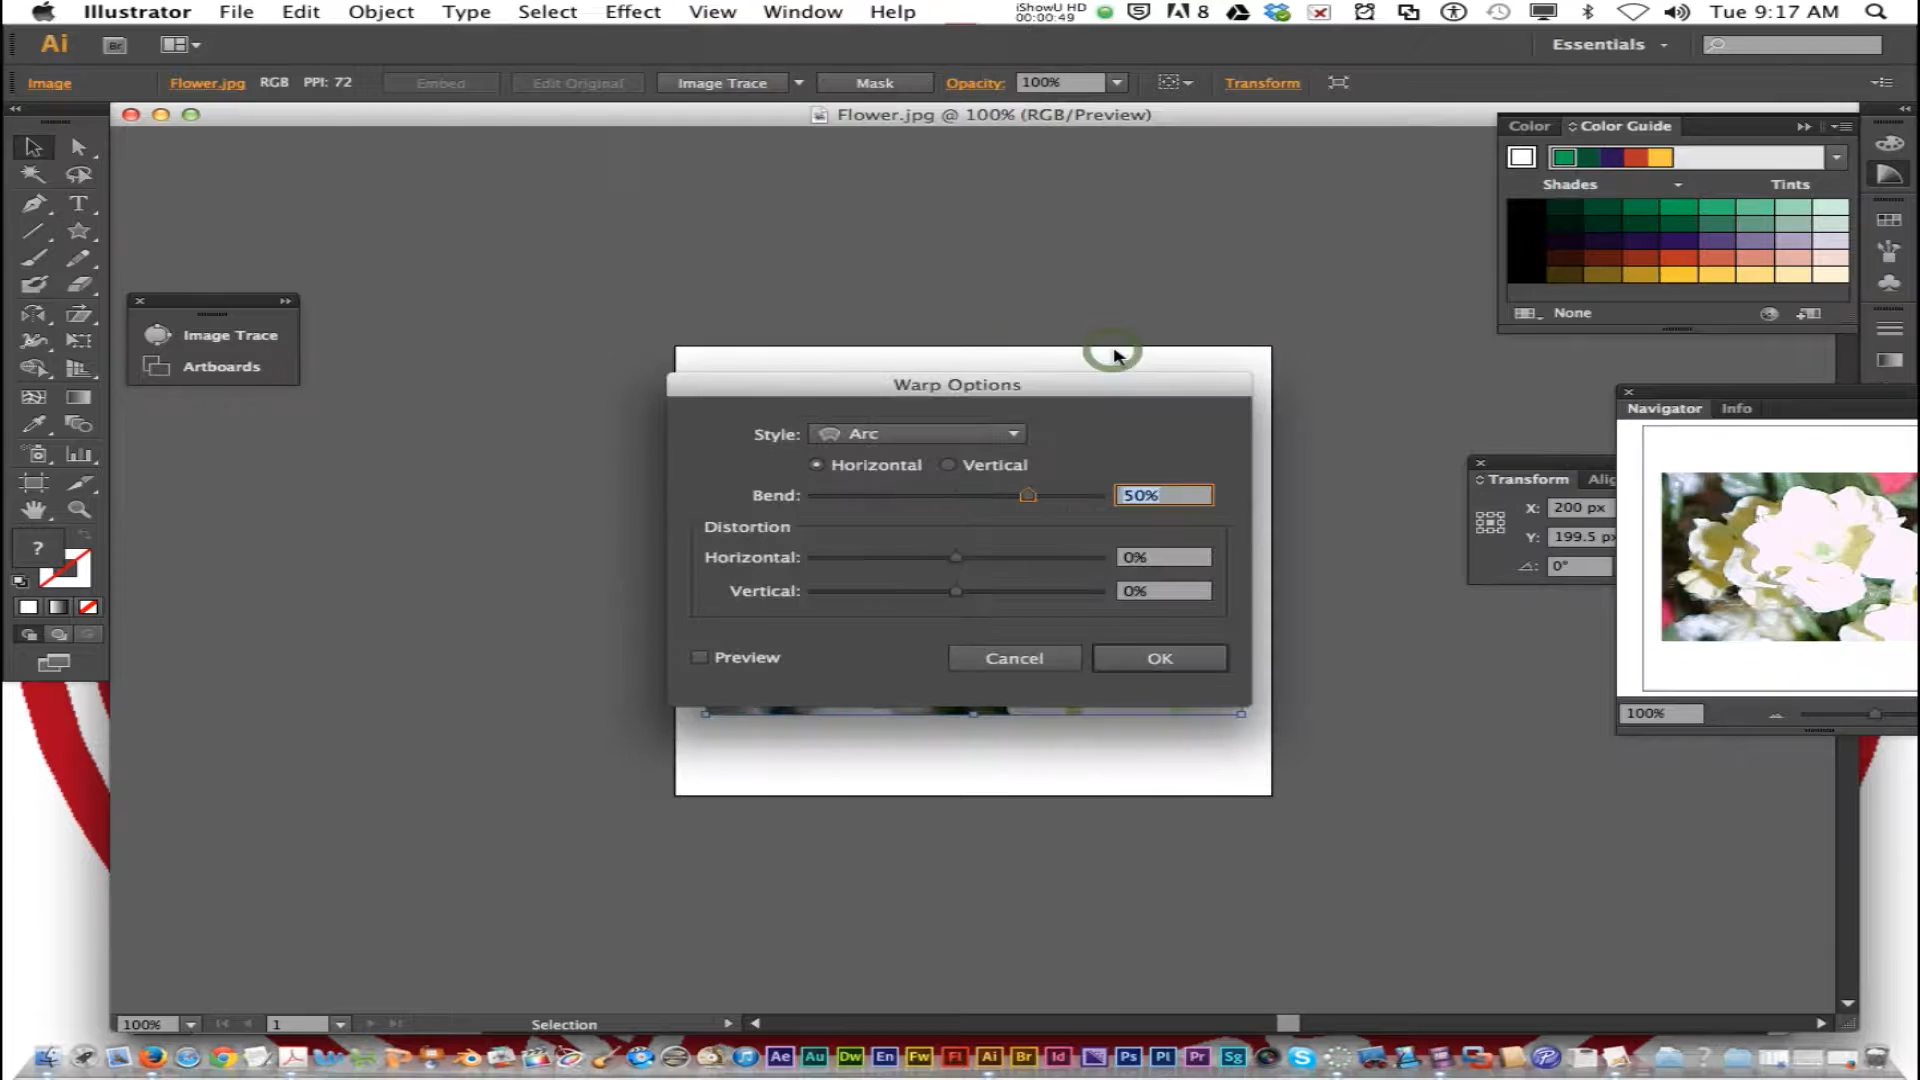 Illustrator File Edit Object Type Select Effect View Window Help iShowU HD 00:00:49 8 Tue 9:17 AM
Ai Br Essentials
Image Flower.jpg RGB PPI: 72 Embed Edit Original Image Trace Mask Opacity: 100% Transform
Flower.jpg @ 100% (RGB/Preview)
Color Color Guide
Shades Tints
None
Image Trace
Artboards
Warp Options
Style: Arc
Horizontal Vertical
Bend: 50%
Distortion
Horizontal: 0%
Vertical: 0%
Preview Cancel OK
Navigator Info
100%
Transform Alig
X: 200 px
Y: 199.5 px
0°
T
?
100% 1 Selection
Ae Au Dw En Fw Fl Ai Br Id Ps Pl Pr Sg